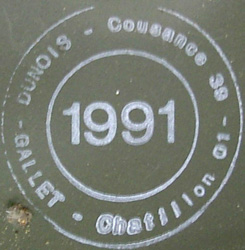 GALLET - DUNOIS - Cousance 39
Chatillon 01 -
1991